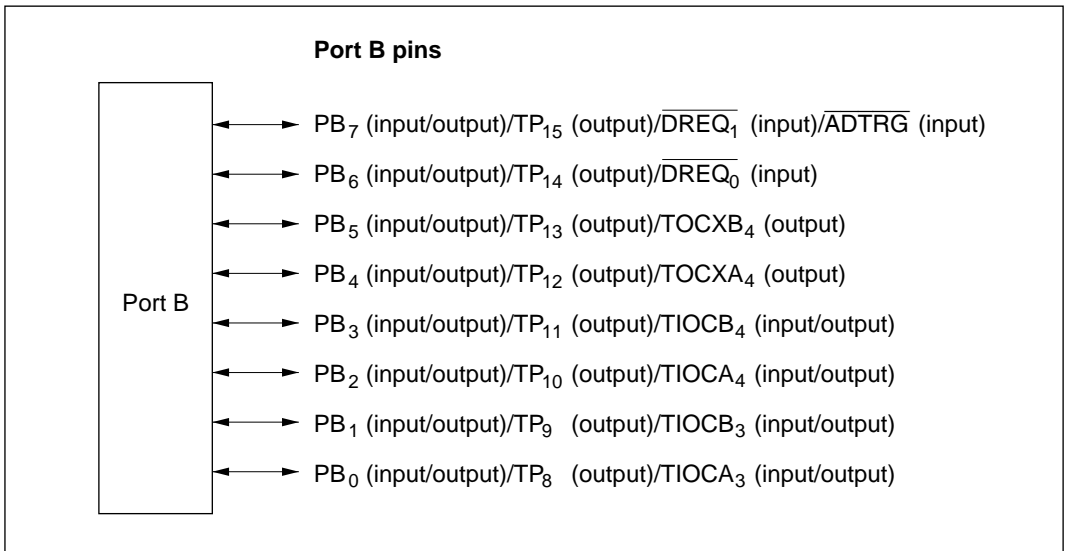 Port B pins
Port B
PB₇ (input/output)/TP₁₅ (output)/D̅R̅E̅Q̅₁̅ (input)/A̅D̅T̅R̅G̅ (input)
PB₆ (input/output)/TP₁₄ (output)/D̅R̅E̅Q̅₀̅ (input)
PB₅ (input/output)/TP₁₃ (output)/TOCXB₄ (output)
PB₄ (input/output)/TP₁₂ (output)/TOCXA₄ (output)
PB₃ (input/output)/TP₁₁ (output)/TIOCB₄ (input/output)
PB₂ (input/output)/TP₁₀ (output)/TIOCA₄ (input/output)
PB₁ (input/output)/TP₉ (output)/TIOCB₃ (input/output)
PB₀ (input/output)/TP₈ (output)/TIOCA₃ (input/output)